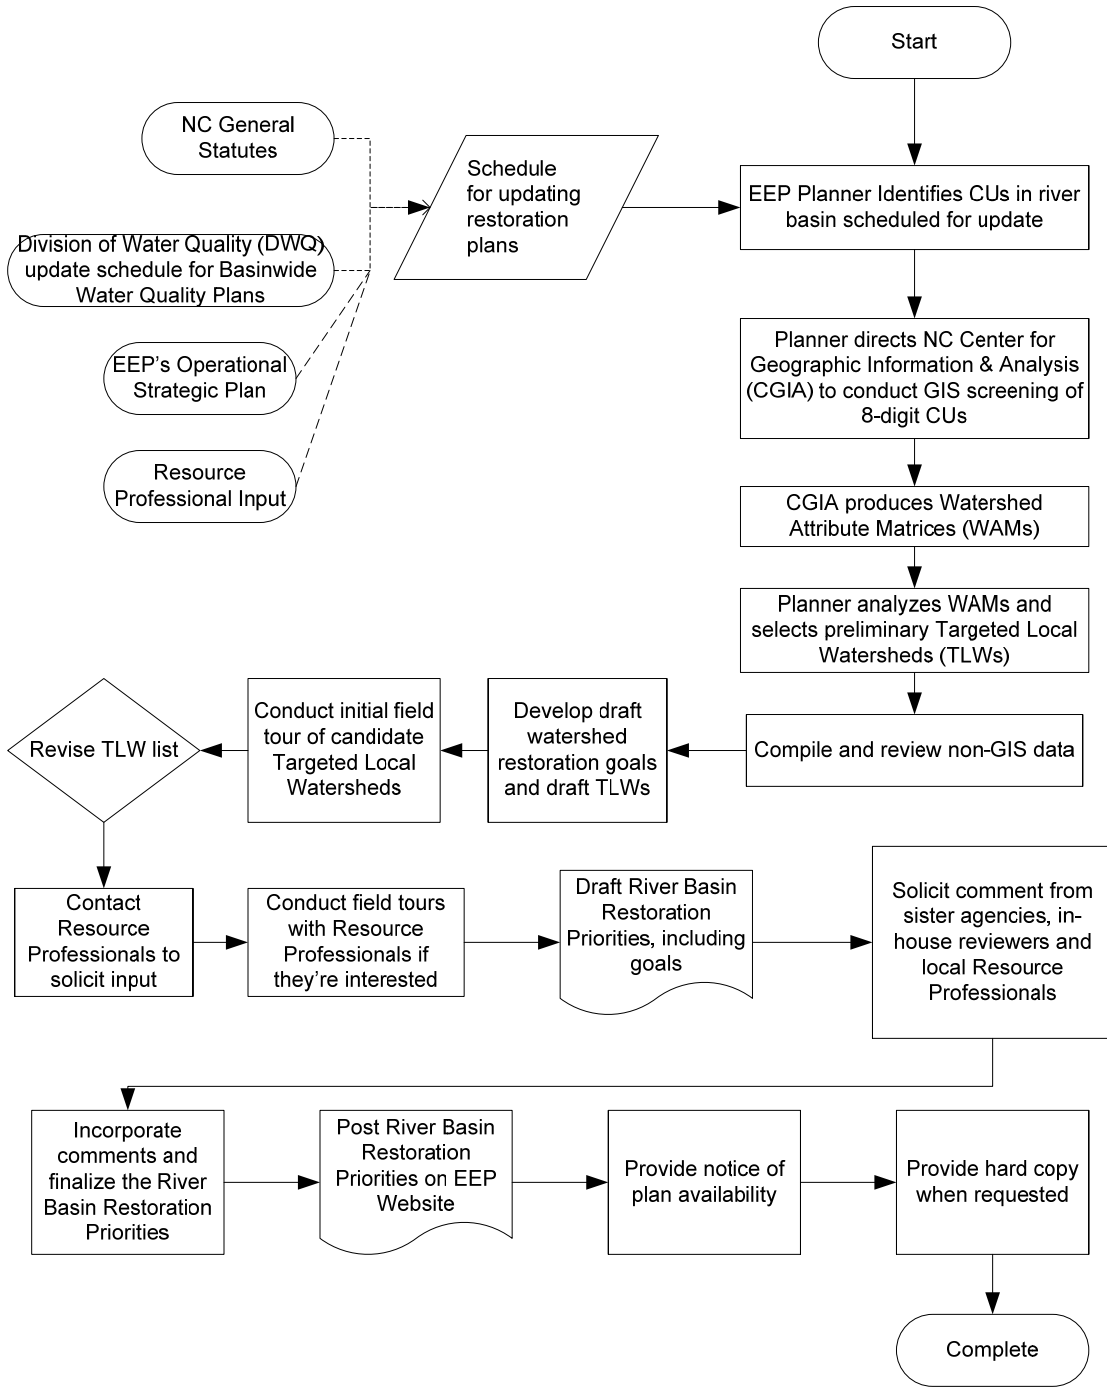 Start
NC General
Statutes
Schedule
for updating
restoration
plans
EEP Planner Identifies CUs in river
basin scheduled for update
Division of Water Quality (DWQ)
update schedule for Basinwide
Water Quality Plans
EEP's Operational
Strategic Plan
Resource
Professional Input
Planner directs NC Center for
Geographic Information & Analysis
(CGIA) to conduct GIS screening of
8-digit CUs
CGIA produces Watershed
Attribute Matrices (WAMs)
Planner analyzes WAMs and
selects preliminary Targeted Local
Watersheds (TLWs)
Compile and review non-GIS data
Develop draft
watershed
restoration goals
and draft TLWs
Conduct initial field
tour of candidate
Targeted Local
Watersheds
Revise TLW list
Contact
Resource
Professionals to
solicit input
Conduct field tours
with Resource
Professionals if
they're interested
Draft River Basin
Restoration
Priorities, including
goals
Solicit comment from
sister agencies, in-
house reviewers and
local Resource
Professionals
Incorporate
comments and
finalize the River
Basin Restoration
Priorities
Post River Basin
Restoration
Priorities on EEP
Website
Provide notice of
plan availability
Provide hard copy
when requested
Complete